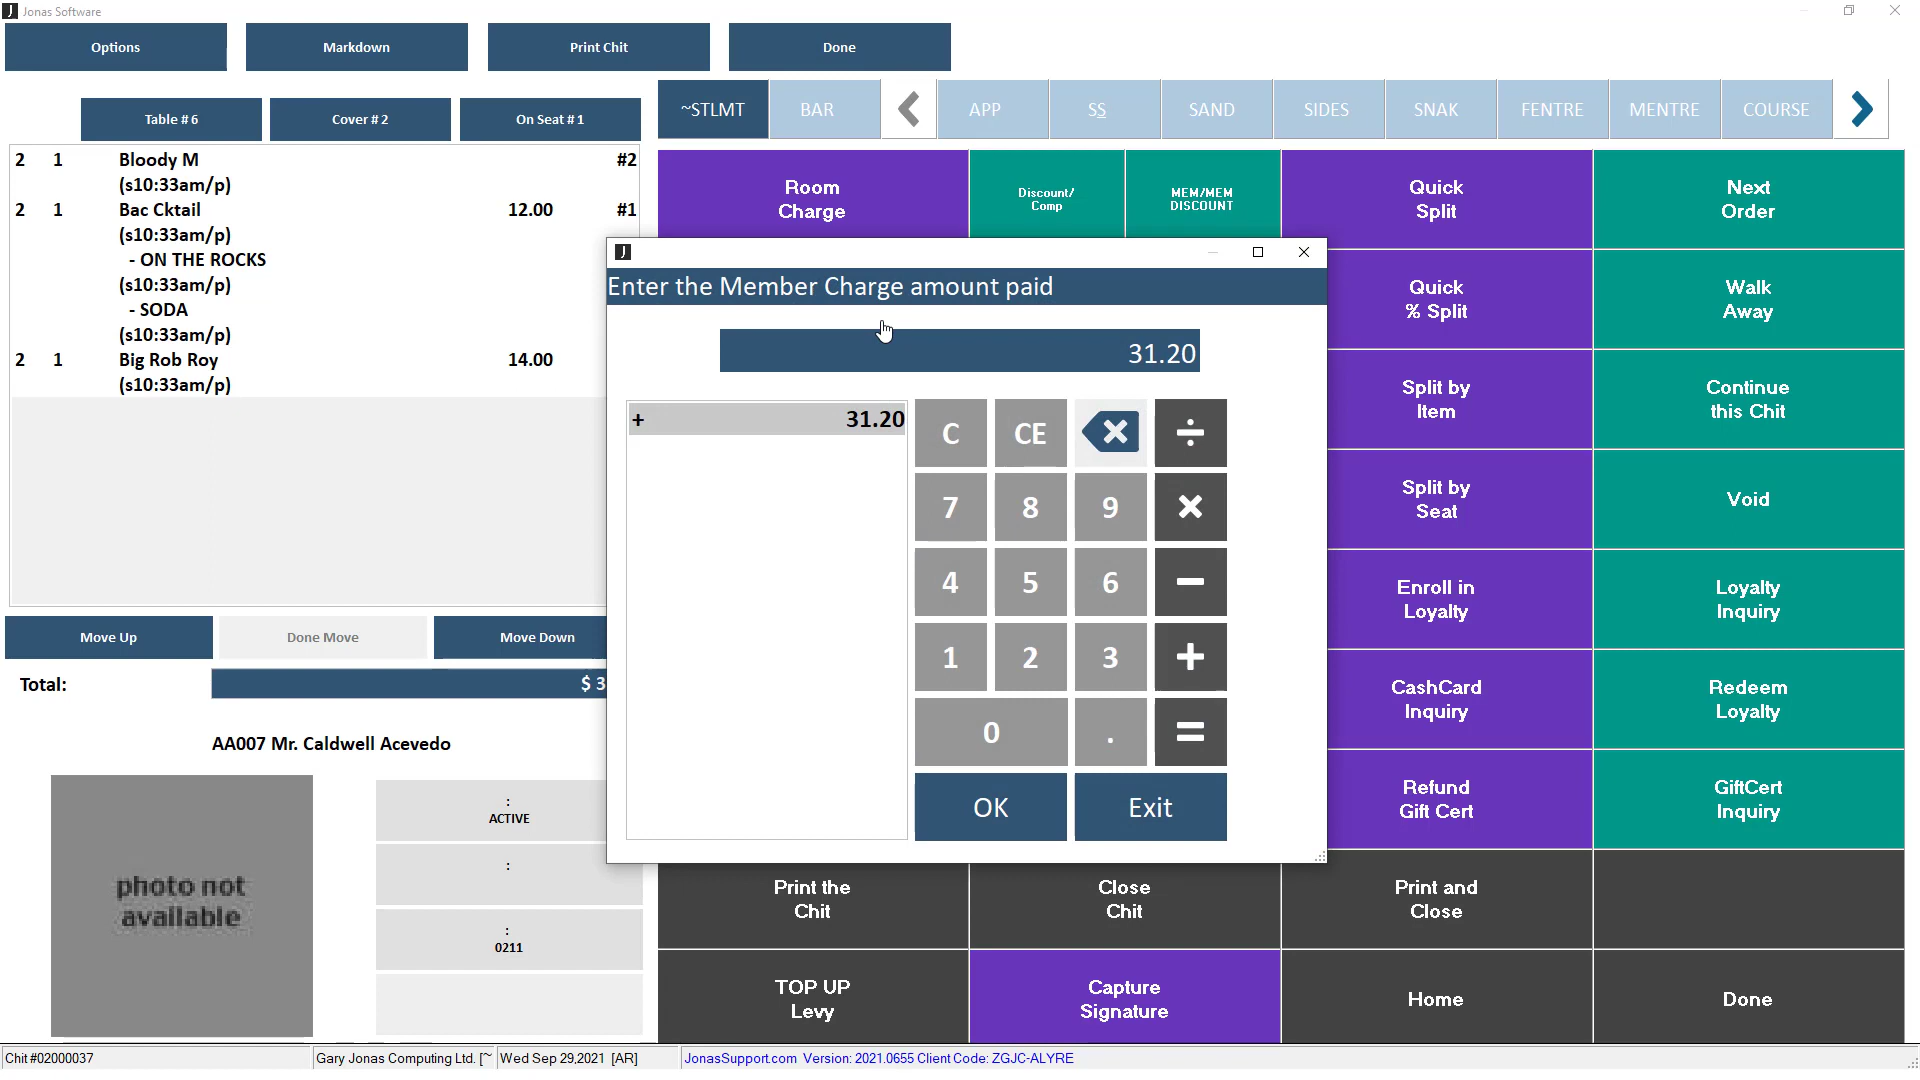 Jonas Software
Options
Markdown
Print Chit
Done
Table # 6
Cover # 2
On Seat # 1
~STLMT
BAR
APP
SS
SAND
SIDES
SNAK
FENTRE
MENTRE
COURSE
2 1 Bloody M #2
(s10:33am/p)
2 1 Bac Cktail 12.00 #1
(s10:33am/p)
- ON THE ROCKS
(s10:33am/p)
- SODA
(s10:33am/p)
2 1 Big Rob Roy 14.00
(s10:33am/p)
Move Up
Done Move
Move Down
Total:
$ 3
AA007 Mr. Caldwell Acevedo
photo not
available
:
ACTIVE
:
:
0211
Room
Charge
Discount/
Comp
MEM/MEM
DISCOUNT
Quick
Split
Next
Order
Enter the Member Charge amount paid
31.20
+ 31.20
C CE ÷
7 8 9 ×
4 5 6 −
1 2 3 +
0 . =
OK
Exit
Quick
% Split
Walk
Away
Split by
Item
Continue
this Chit
Split by
Seat
Void
Enroll in
Loyalty
Loyalty
Inquiry
CashCard
Inquiry
Redeem
Loyalty
Refund
Gift Cert
GiftCert
Inquiry
Print the
Chit
Close
Chit
Print and
Close
TOP UP
Levy
Capture
Signature
Home
Done
Chit #02000037
Gary Jonas Computing Ltd. [~
Wed Sep 29,2021 [AR]
JonasSupport.com Version: 2021.0655 Client Code: ZGJC-ALYRE